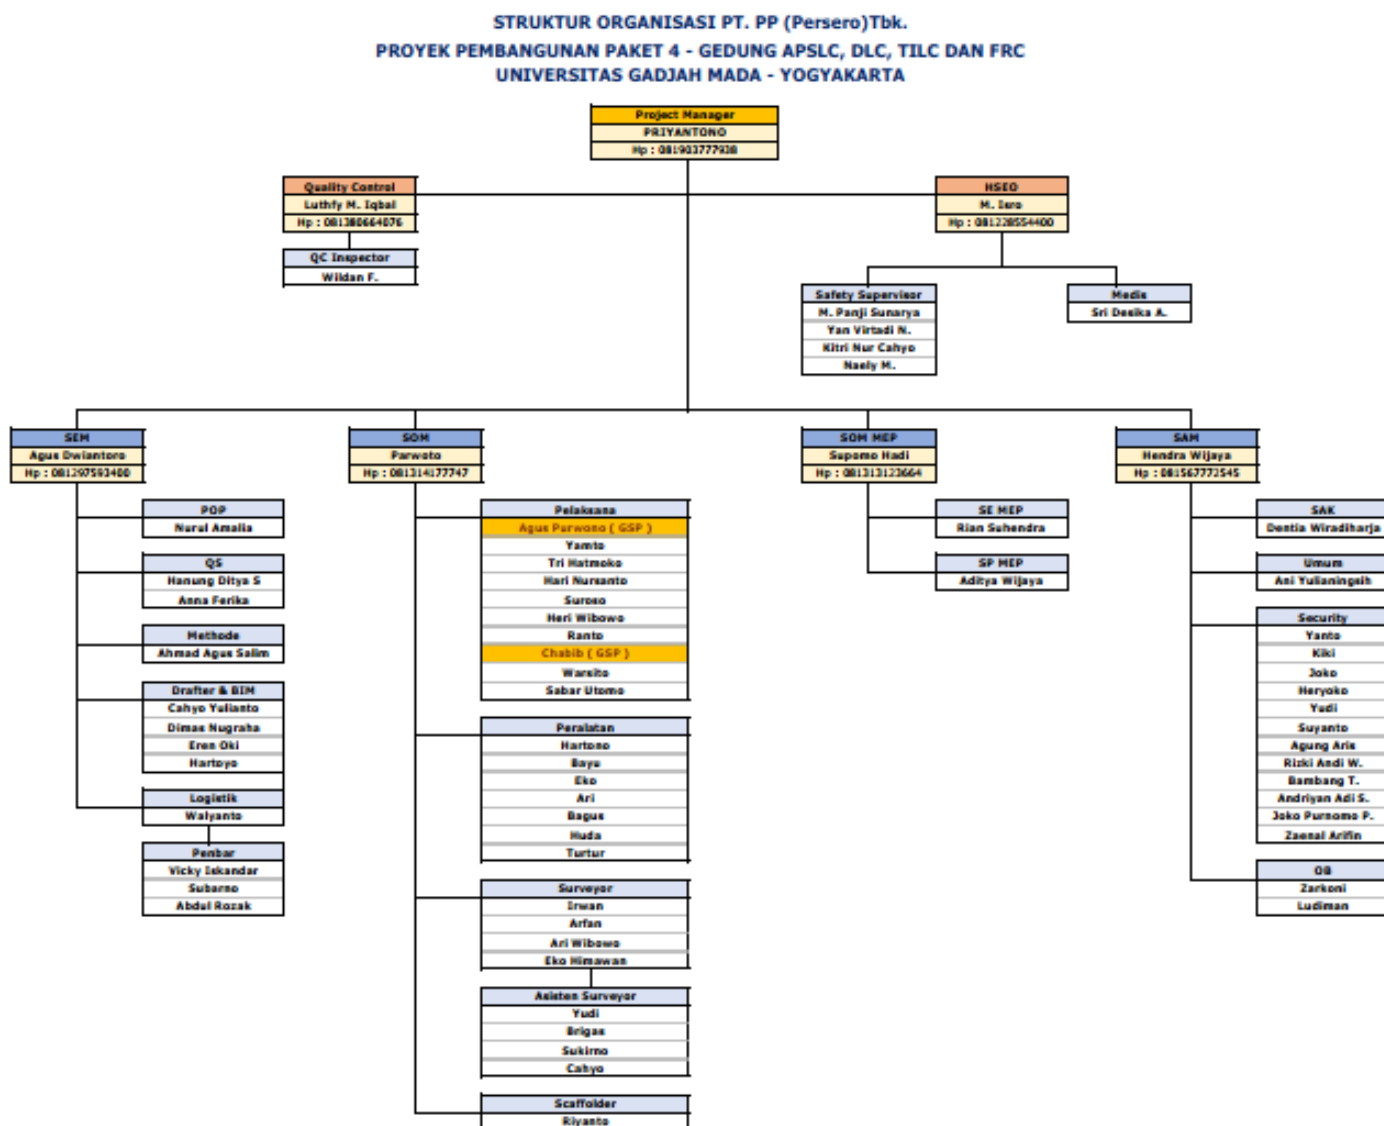 STRUKTUR ORGANISASI PT. PP (Persero)Tbk.
PROYEK PEMBANGUNAN PAKET 4 - GEDUNG APSLC, DLC, TILC DAN FRC
UNIVERSITAS GADJAH MADA - YOGYAKARTA
Project Manager
PRIYANTONO
Hp : 081903777938
Quality Control
Luthfy M. Iqbal
Hp : 081380664076
QC Inspector
Wildan F.
HSEO
M. Isro
Hp : 081228554400
Safety Supervisor
M. Panji Sunarya
Yan Virtadi N.
Kitri Nur Cahyo
Naely M.
Medis
Sri Desika A.
SEM
Agus Dwiantoro
Hp : 081297593400
POP
Nurul Amalia
QS
Hanung Ditya S
Anna Ferika
Methode
Ahmad Agus Salim
Drafter & BIM
Cahyo Yulianto
Dimas Nugraha
Eren Oki
Hartoyo
Logistik
Walyanto
Penbar
Vicky Iskandar
Subarno
Abdul Rozak
SOM
Parwoto
Hp : 081314177747
Pelaksana
Agus Purwono ( GSP )
Yamto
Tri Hatmoko
Hari Nursanto
Suroso
Heri Wibowo
Ranto
Chabib ( GSP )
Warsito
Sabar Utomo
Peralatan
Hartono
Bayu
Eko
Ari
Bagus
Huda
Turtur
Surveyor
Irwan
Arfan
Ari Wibowo
Eko Himawan
Asisten Surveyor
Yudi
Brigas
Sukirno
Cahyo
Scaffolder
Riyanto
SOM MEP
Supomo Hadi
Hp : 081313123664
SE MEP
Rian Suhendra
SP MEP
Aditya Wijaya
SAM
Hendra Wijaya
Hp : 081567772545
SAK
Dentia Wiradiharja
Umum
Ani Yulianingsih
Security
Yanto
Kiki
Joko
Heryoko
Yudi
Suyanto
Agung Aris
Rizki Andi W.
Bambang T.
Andriyan Adi S.
Joko Purnomo P.
Zaenal Arifin
OB
Zarkoni
Ludiman